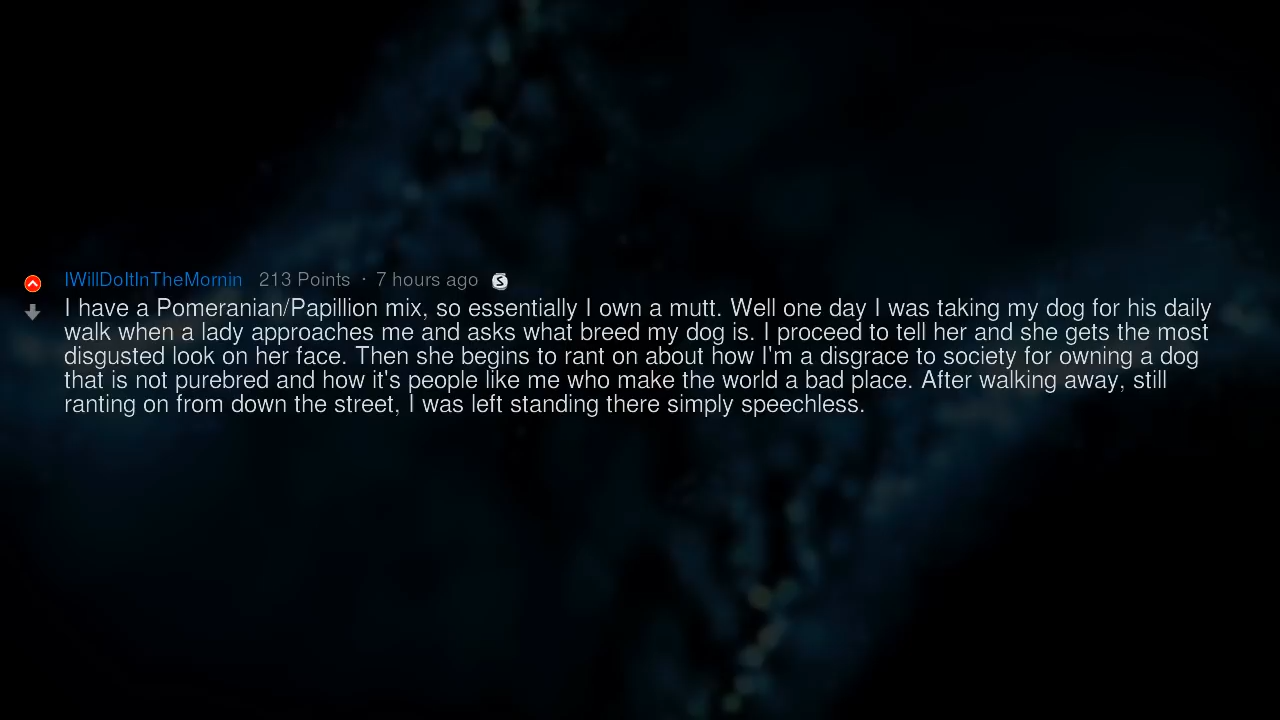 IWillDoItInTheMornin 213 Points · 7 hours ago S
I have a Pomeranian/Papillion mix, so essentially I own a mutt. Well one day I was taking my dog for his daily
walk when a lady approaches me and asks what breed my dog is. I proceed to tell her and she gets the most
disgusted look on her face. Then she begins to rant on about how I'm a disgrace to society for owning a dog
that is not purebred and how it's people like me who make the world a bad place. After walking away, still
ranting on from down the street, I was left standing there simply speechless.